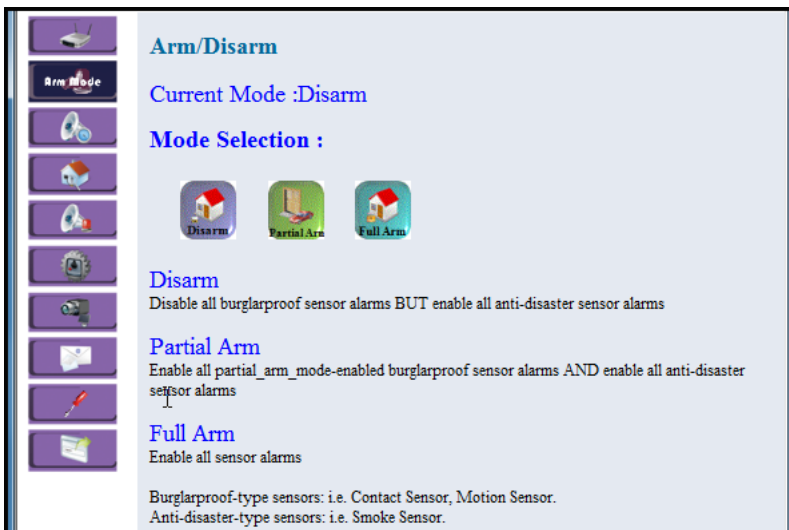 Arm/Disarm
Arm Mode
Current Mode :Disarm
Mode Selection :
Disarm
Partial Arm
Full Arm
Disarm
Disable all burglarproof sensor alarms BUT enable all anti-disaster sensor alarms
Partial Arm
Enable all partial_arm_mode-enabled burglarproof sensor alarms AND enable all anti-disaster
sensor alarms
Full Arm
Enable all sensor alarms
Burglarproof-type sensors: i.e. Contact Sensor, Motion Sensor.
Anti-disaster-type sensors: i.e. Smoke Sensor.